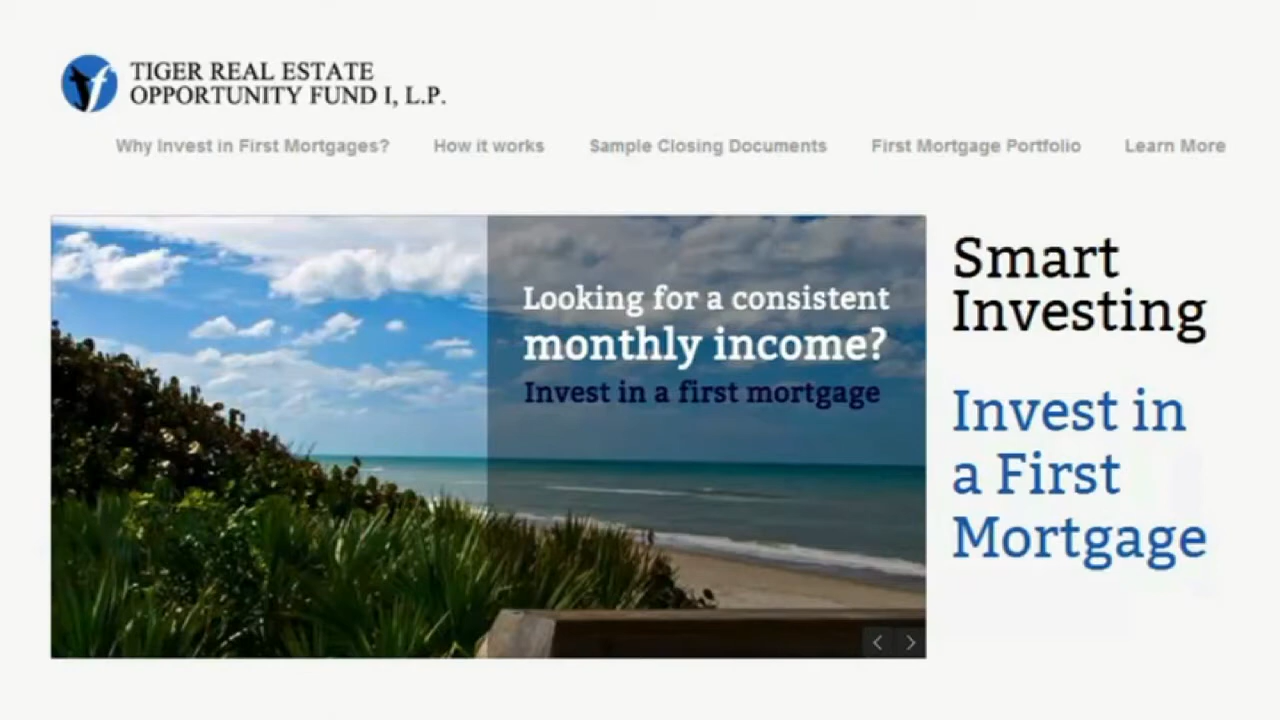 TIGER REAL ESTATE
OPPORTUNITY FUND I, L.P.
Why Invest in First Mortgages? How it works Sample Closing Documents First Mortgage Portfolio Learn More
Looking for a consistent
monthly income?
Invest in a first mortgage
Smart
Investing
Invest in
a First
Mortgage